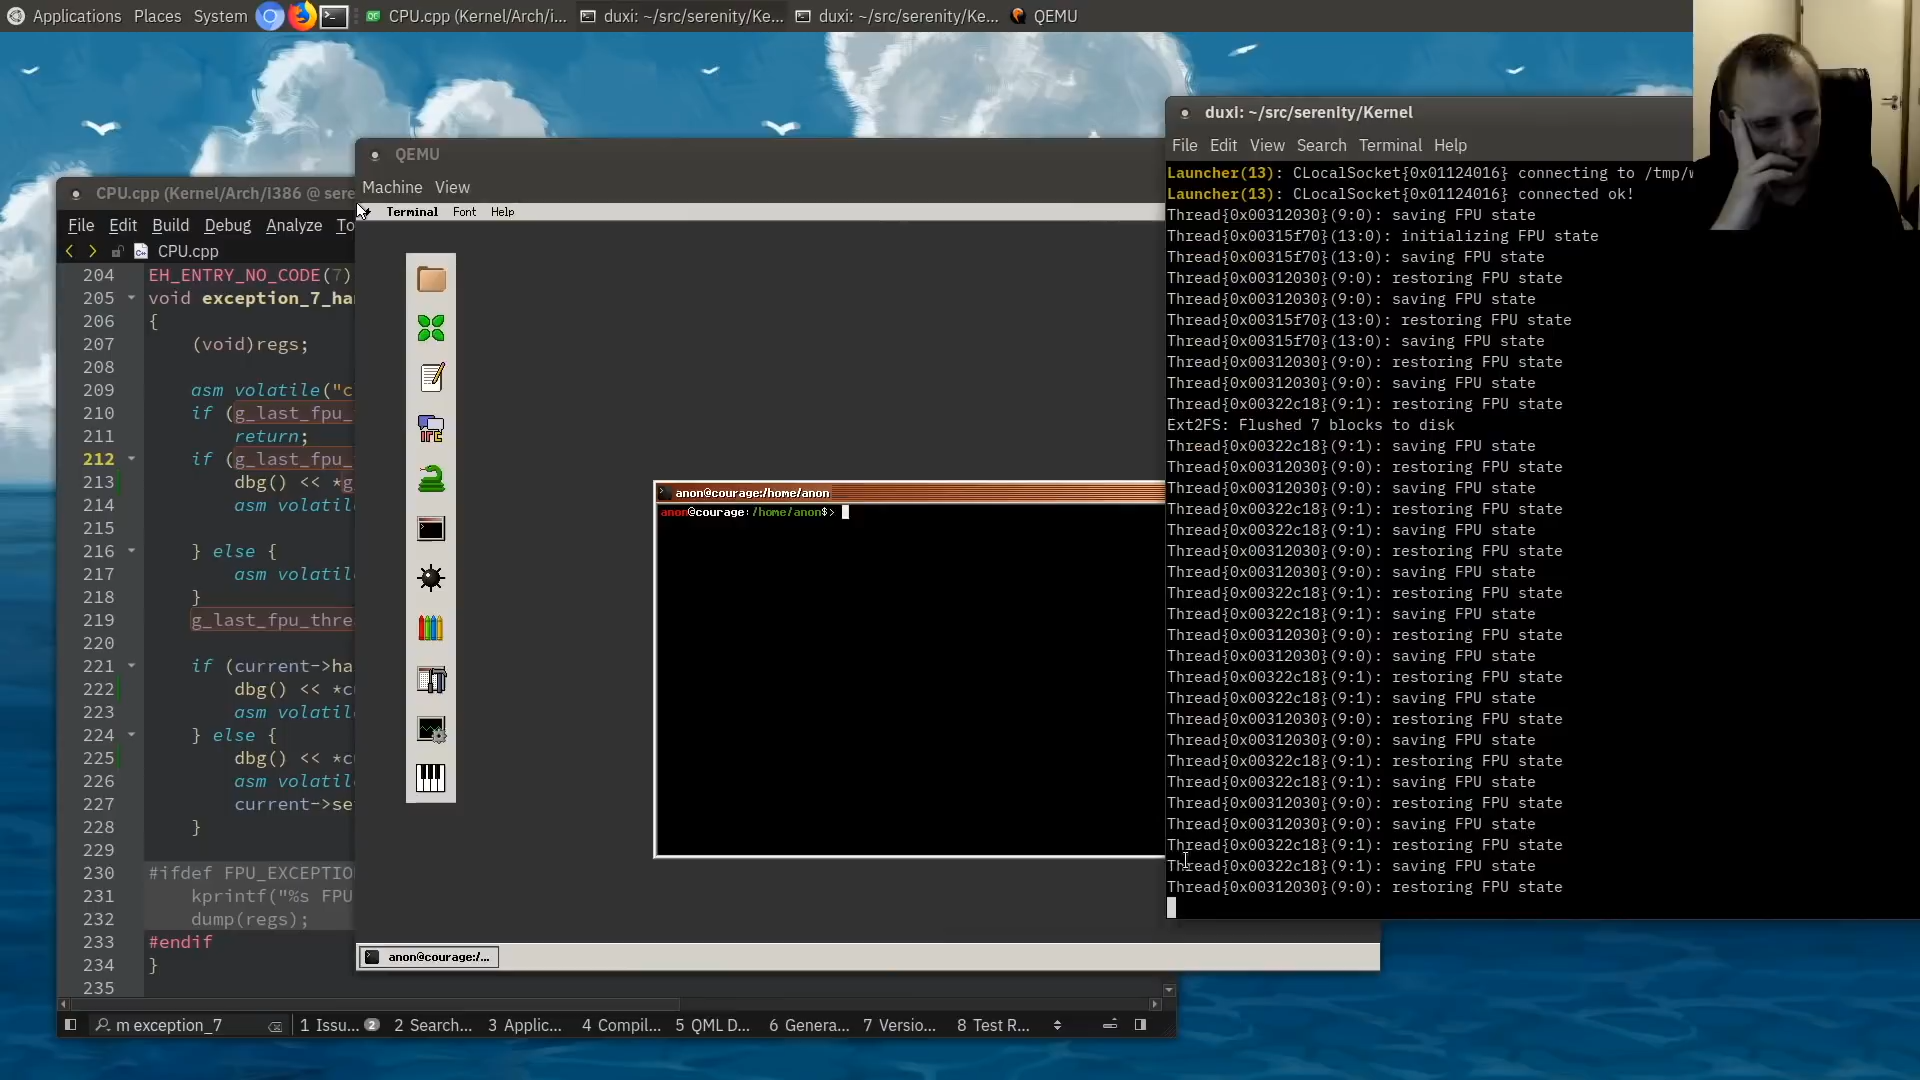 Applications Places System CPU.cpp (Kernel/Arch/i... duxi: ~/src/serenity/Ke... duxi: ~/src/serenity/Ke... QEMU
CPU.cpp (Kernel/Arch/I386 @ sere
File Edit Build Debug Analyze To
CPU.cpp
204 EH_ENTRY_NO_CODE(7)
205 void exception_7_ha
206 {
207 (void)regs;
208
209 asm volatile("c
210 if (g_last_fpu_
211 return;
212 if (g_last_fpu_
213 dbg() << *g
214 asm volatil
215
216 } else {
217 asm volatil
218 }
219 g_last_fpu_thre
220
221 if (current->ha
222 dbg() << *c
223 asm volatil
224 } else {
225 dbg() << *c
226 asm volatil
227 current->se
228 }
229
230 #ifdef FPU_EXCEPTIO
231 kprintf("%s FPU
232 dump(regs);
233 #endif
234 }
235
m exception_7 1 Issu... 2 2 Search... 3 Applic... 4 Compil... 5 QML D... 6 Genera... 7 Versio... 8 Test R...
QEMU
Machine View
Terminal Font Help
irc
anon@courage:/home/anon
anon@courage:/home/anon$>
anon@courage:/...
duxi: ~/src/serenity/Kernel
File Edit View Search Terminal Help
Launcher(13): CLocalSocket{0x01124016} connecting to /tmp/w
Launcher(13): CLocalSocket{0x01124016} connected ok!
Thread{0x00312030}(9:0): saving FPU state
Thread{0x00315f70}(13:0): initializing FPU state
Thread{0x00315f70}(13:0): saving FPU state
Thread{0x00312030}(9:0): restoring FPU state
Thread{0x00312030}(9:0): saving FPU state
Thread{0x00315f70}(13:0): restoring FPU state
Thread{0x00315f70}(13:0): saving FPU state
Thread{0x00312030}(9:0): restoring FPU state
Thread{0x00312030}(9:0): saving FPU state
Thread{0x00322c18}(9:1): restoring FPU state
Ext2FS: Flushed 7 blocks to disk
Thread{0x00322c18}(9:1): saving FPU state
Thread{0x00312030}(9:0): restoring FPU state
Thread{0x00312030}(9:0): saving FPU state
Thread{0x00322c18}(9:1): restoring FPU state
Thread{0x00322c18}(9:1): saving FPU state
Thread{0x00312030}(9:0): restoring FPU state
Thread{0x00312030}(9:0): saving FPU state
Thread{0x00322c18}(9:1): restoring FPU state
Thread{0x00322c18}(9:1): saving FPU state
Thread{0x00312030}(9:0): restoring FPU state
Thread{0x00312030}(9:0): saving FPU state
Thread{0x00322c18}(9:1): restoring FPU state
Thread{0x00322c18}(9:1): saving FPU state
Thread{0x00312030}(9:0): restoring FPU state
Thread{0x00312030}(9:0): saving FPU state
Thread{0x00322c18}(9:1): restoring FPU state
Thread{0x00322c18}(9:1): saving FPU state
Thread{0x00312030}(9:0): restoring FPU state
Thread{0x00312030}(9:0): saving FPU state
Thread{0x00322c18}(9:1): restoring FPU state
Thread{0x00322c18}(9:1): saving FPU state
Thread{0x00312030}(9:0): restoring FPU state